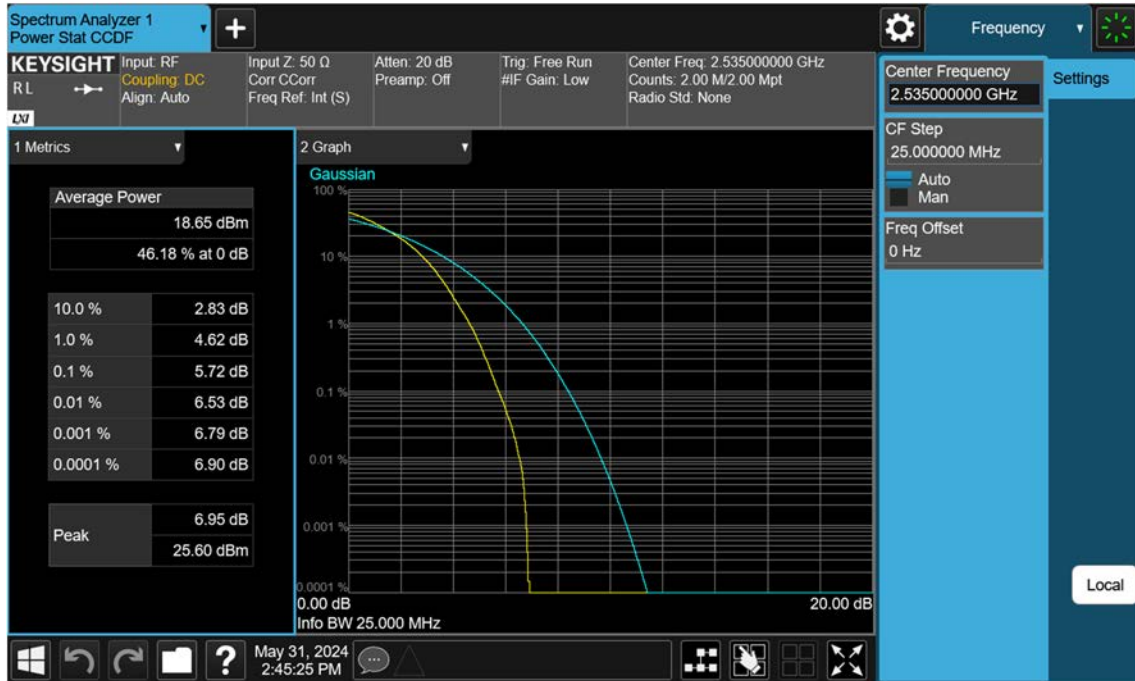 Spectrum Analyzer 1
Power Stat CCDF
Frequency
KEYSIGHT
R L
LXI
Input: RF
Coupling: DC
Align: Auto
Input Z: 50 Ω
Corr CCorr
Freq Ref: Int (S)
Atten: 20 dB
Preamp: Off
Trig: Free Run
#IF Gain: Low
Center Freq: 2.535000000 GHz
Counts: 2.00 M/2.00 Mpt
Radio Std: None
Center Frequency
2.535000000 GHz
Settings
CF Step
25.000000 MHz
Auto
Man
Freq Offset
0 Hz
Local
1 Metrics
Average Power
18.65 dBm
46.18 % at 0 dB
10.0 % 2.83 dB
1.0 % 4.62 dB
0.1 % 5.72 dB
0.01 % 6.53 dB
0.001 % 6.79 dB
0.0001 % 6.90 dB
Peak 6.95 dB
25.60 dBm
2 Graph
Gaussian
100 %
10 %
1 %
0.1 %
0.01 %
0.001 %
0.0001 %
0.00 dB 20.00 dB
Info BW 25.000 MHz
?
May 31, 2024
2:45:25 PM